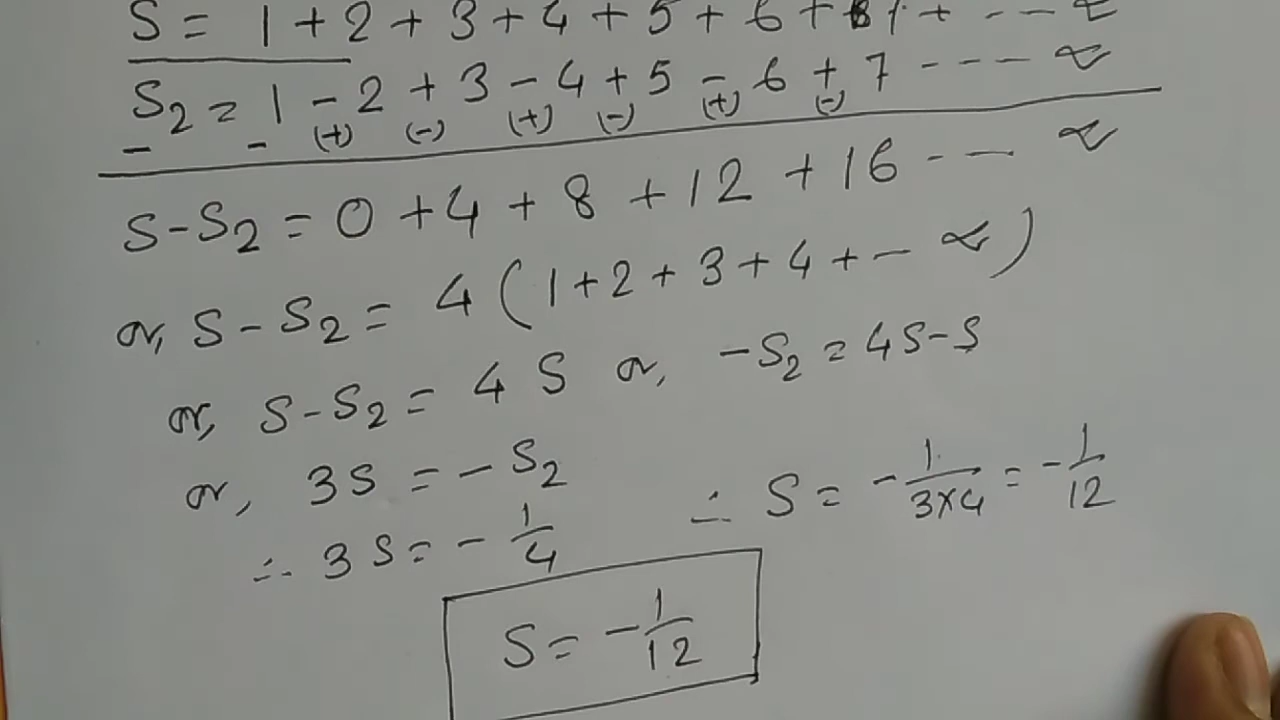 S = 1 + 2 + 3 + 4 + 5 + 6 + + --- ∝
S₂ = 1 - 2 + 3 - 4 + 5 - 6 + 7 ---- ∝
- - (+) (-) (+) (-) (+) (-)
S-S₂ = 0 + 4 + 8 + 12 + 16 --- ∝
or, S - S₂ = 4 (1+2+3+4+-- ∝)
or, S-S₂ = 4 S or, -S₂ = 4S-S
or, 3S = - S₂
∴ 3S = - 1/4 ∴ S = - 1/3×4 = - 1/12
S = - 1/12